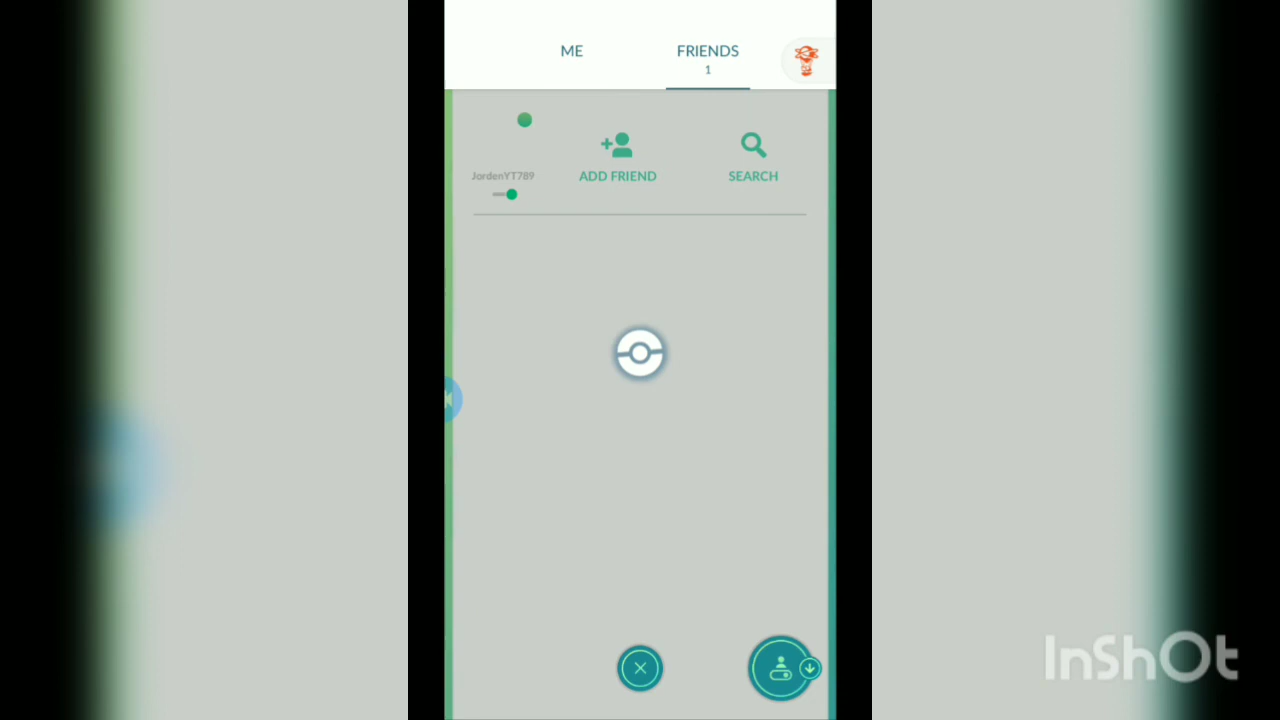 ME
FRIENDS
1
JordenYT789
ADD FRIEND
SEARCH
InShOt